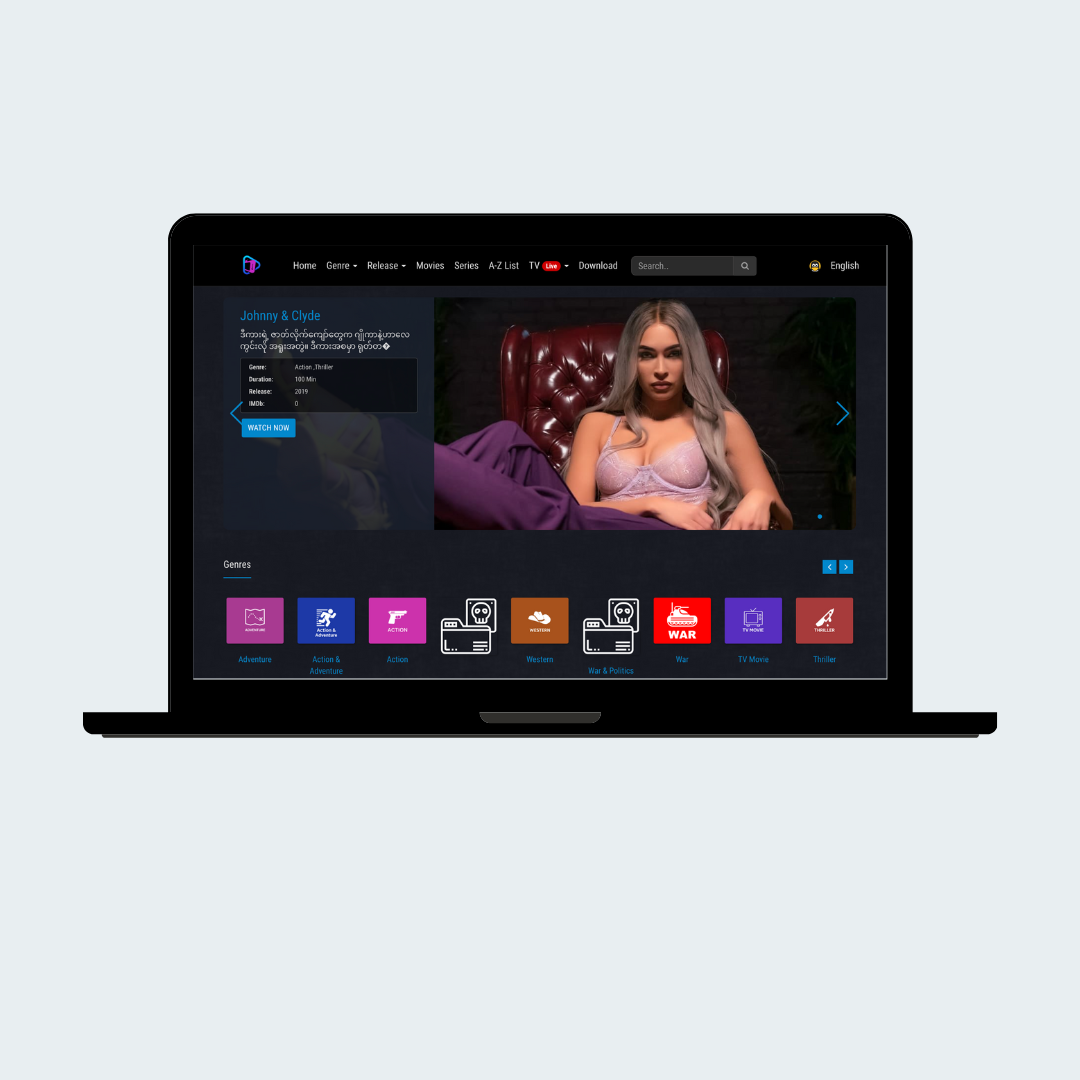 Home Genre Release Movies Series A-Z List TV Live Download Search... English
Johnny & Clyde
ဒီကားရဲ့ ဇာတ်လိုက်ကျော်တွေက ဂျိုကာနဲ့ဟာလေ
ကွင်းလို အရူးအတွဲ။ ဒီကားအစမှာ ရုတ်တ�
Genre: Action ,Thriller
Duration: 100 Min
Release: 2019
IMDb: 0
WATCH NOW
Genres
ADVENTURE
Action &
Adventure
ACTION
WESTERN
WAR
TV MOVIE
THRILLER
Adventure
Action &
Adventure
Action
Western
War & Politics
War
TV Movie
Thriller